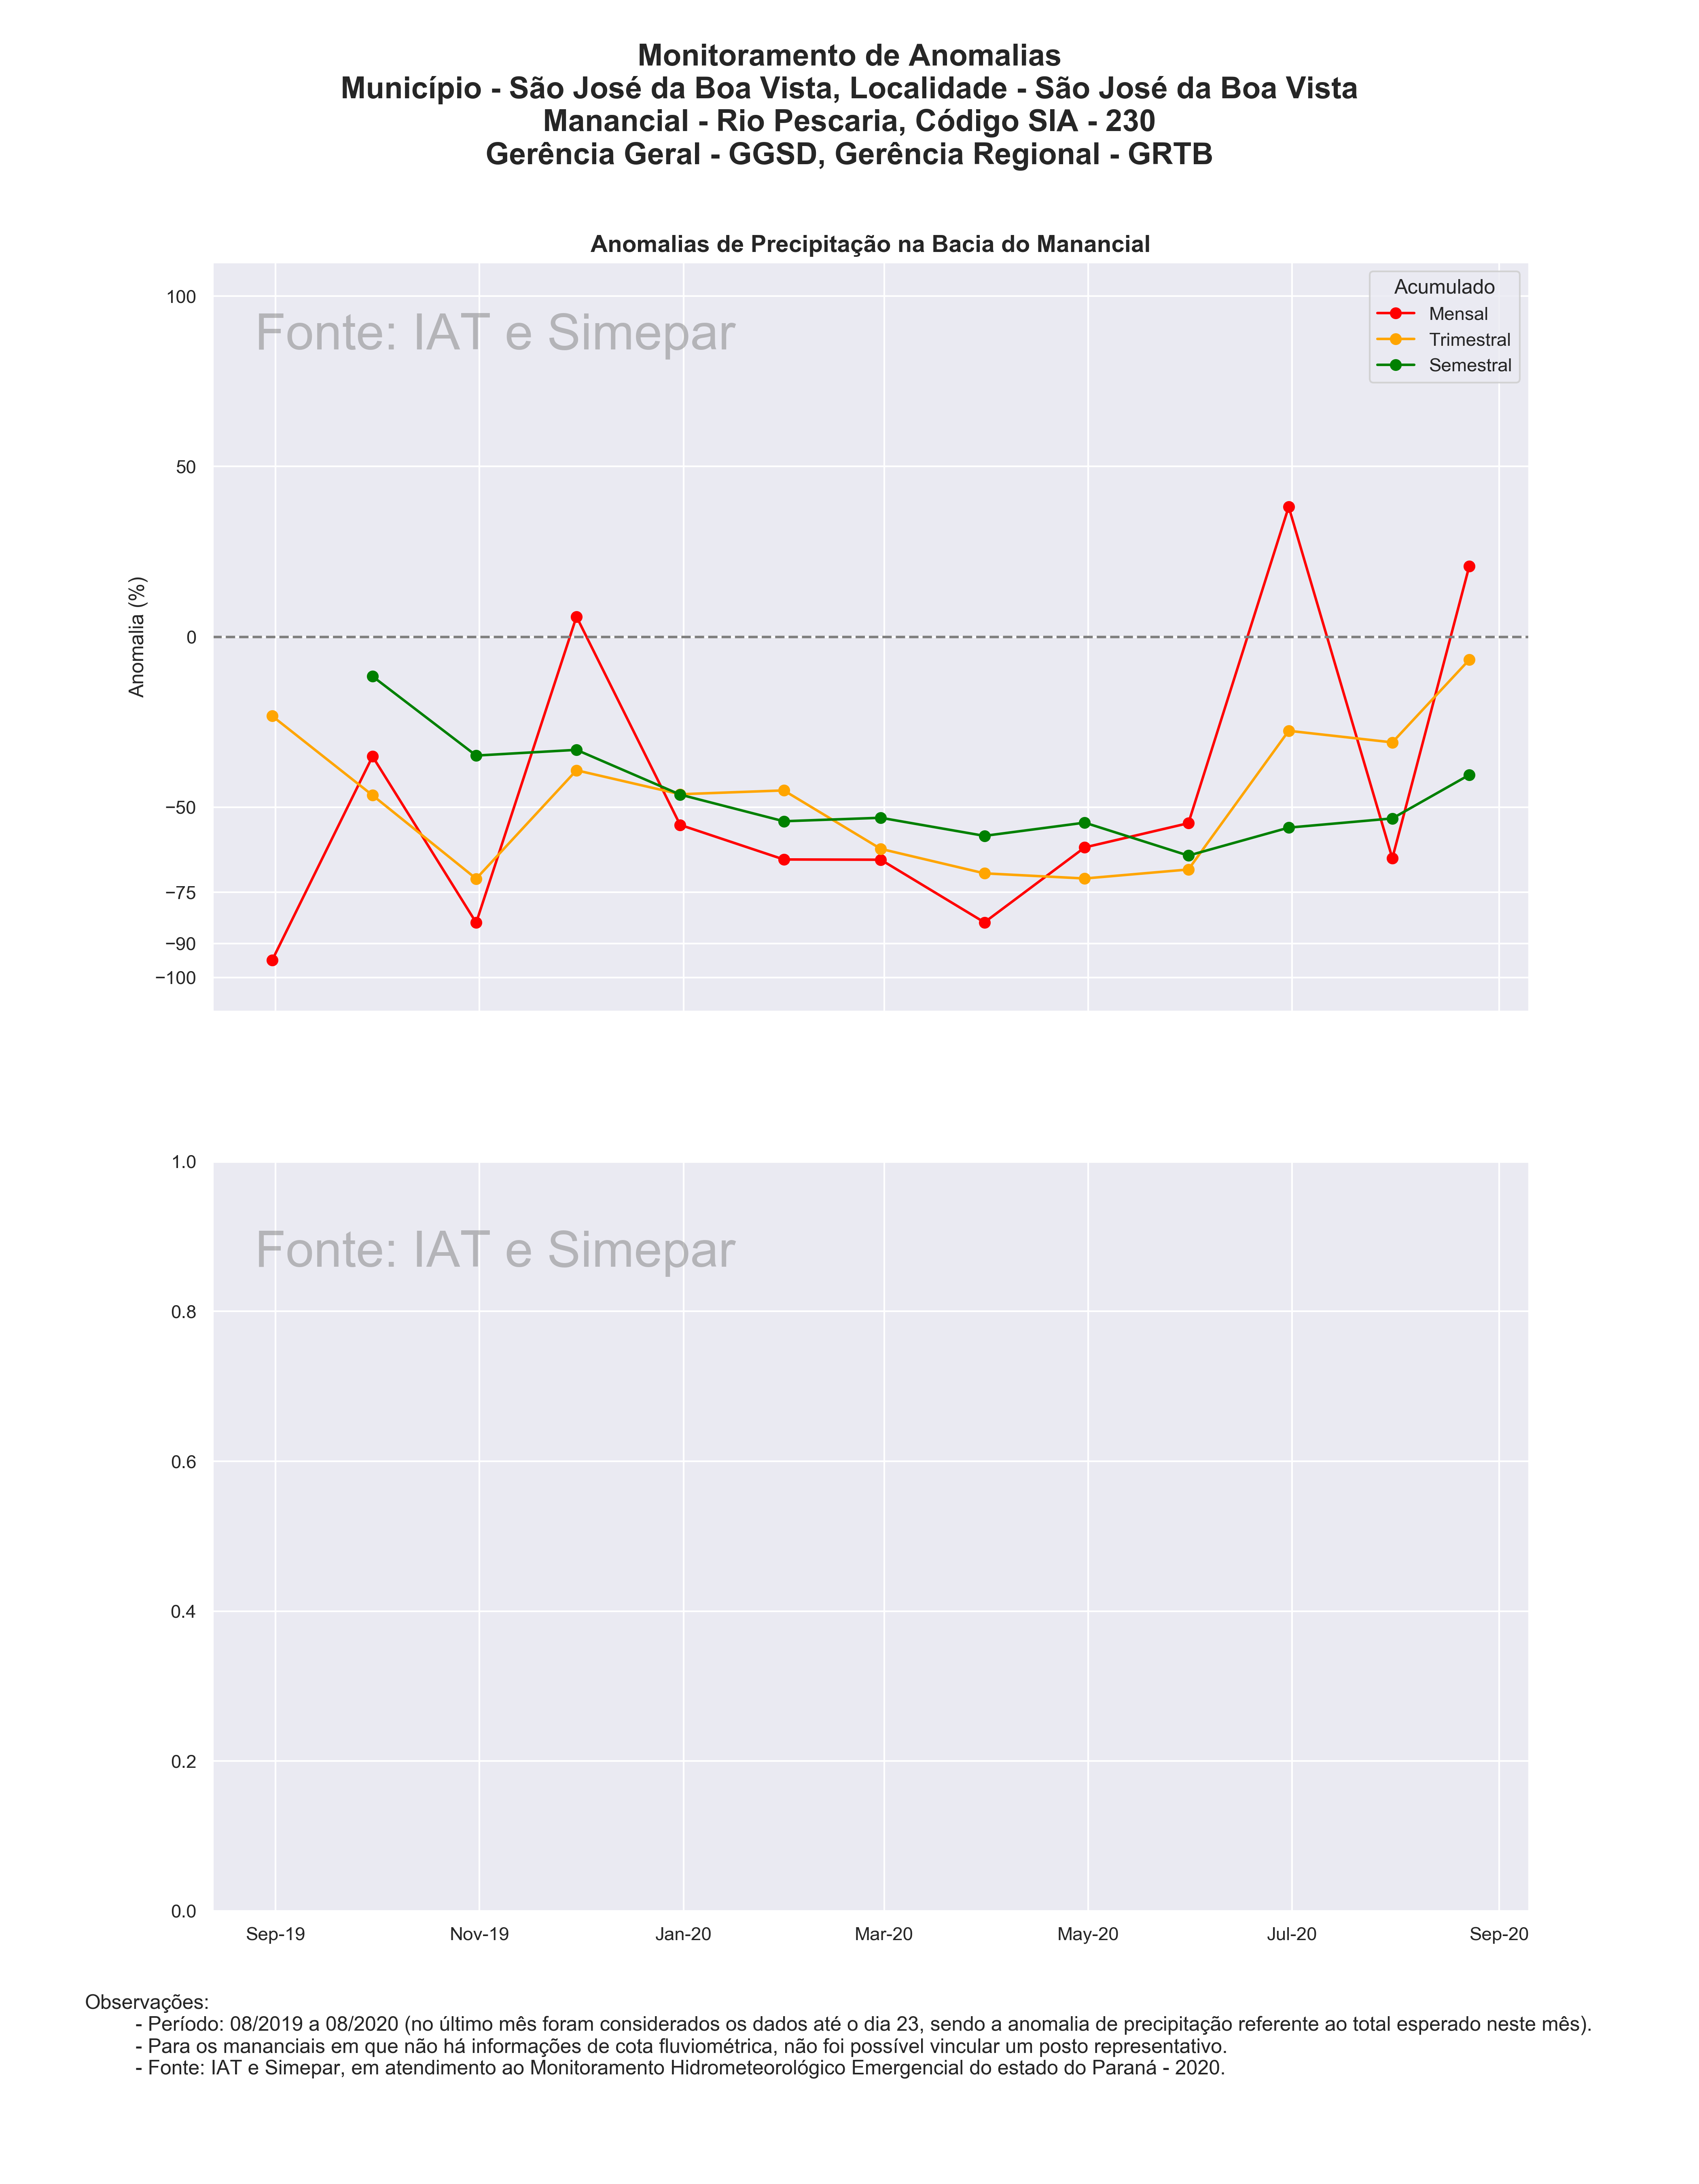 Monitoramento de Anomalias
Município - São José da Boa Vista, Localidade - São José da Boa Vista
Manancial - Rio Pescaria, Código SIA - 230
Gerência Geral - GGSD, Gerência Regional - GRTB
Anomalias de Precipitação na Bacia do Manancial
Fonte: IAT e Simepar
Acumulado
Mensal
Trimestral
Semestral
Anomalia (%)
100
50
0
−50
−75
−90
−100
Fonte: IAT e Simepar
1.0
0.8
0.6
0.4
0.2
0.0
Sep-19 Nov-19 Jan-20 Mar-20 May-20 Jul-20 Sep-20
Observações:
- Período: 08/2019 a 08/2020 (no último mês foram considerados os dados até o dia 23, sendo a anomalia de precipitação referente ao total esperado neste mês).
- Para os mananciais em que não há informações de cota fluviométrica, não foi possível vincular um posto representativo.
- Fonte: IAT e Simepar, em atendimento ao Monitoramento Hidrometeorológico Emergencial do estado do Paraná - 2020.